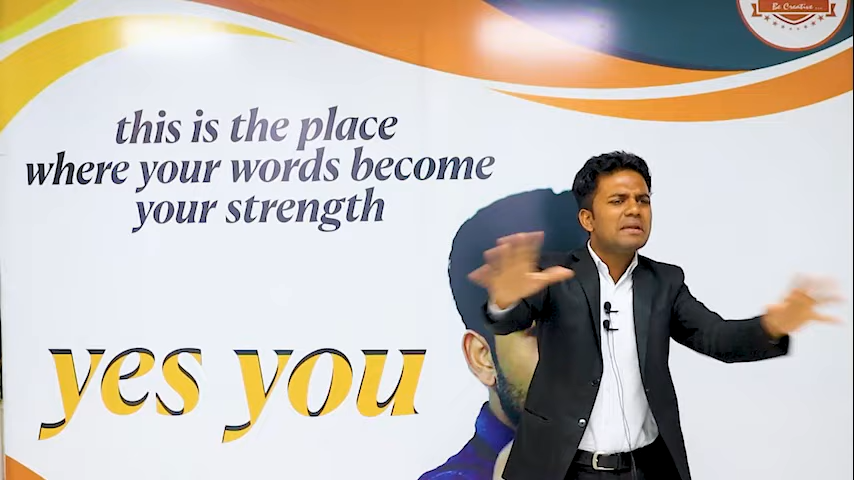 Be Creative ...
this is the place
where your words become
your strength
yes you